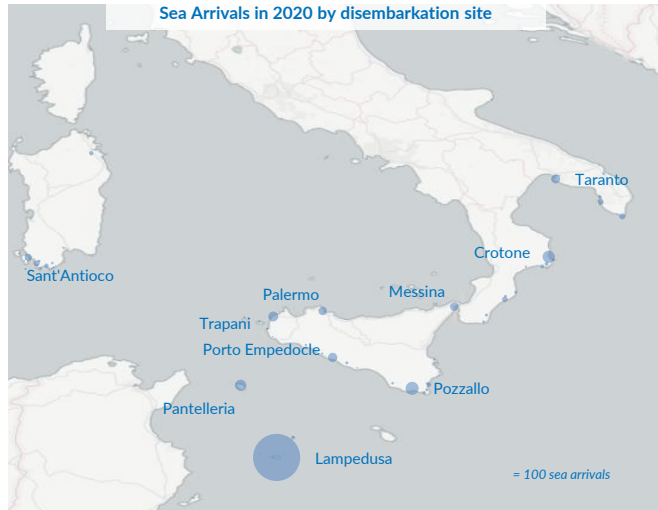 Sea Arrivals in 2020 by disembarkation site
Taranto
Crotone
Sant'Antioco
Messina
Palermo
Trapani
Porto Empedocle
Pozzallo
Pantelleria
Lampedusa
= 100 sea arrivals